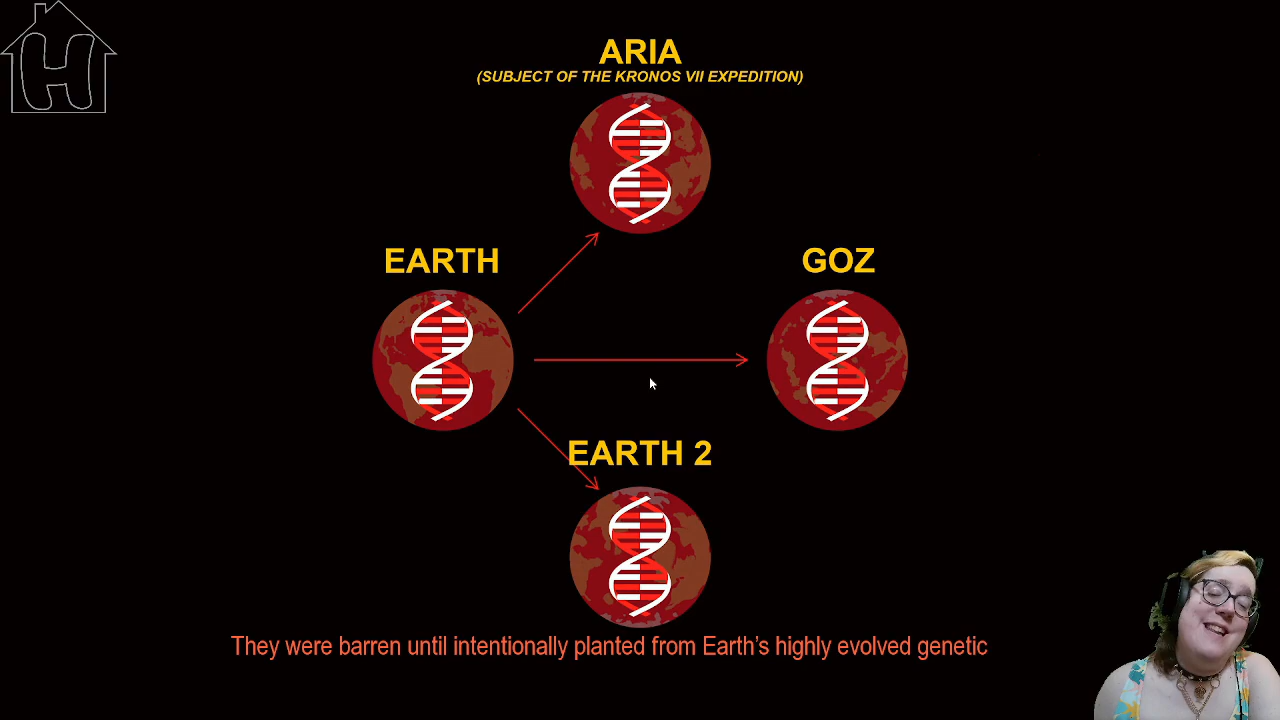 H
ARIA
(SUBJECT OF THE KRONOS VII EXPEDITION)
EARTH
GOZ
EARTH 2
They were barren until intentionally planted from Earth's highly evolved genetic